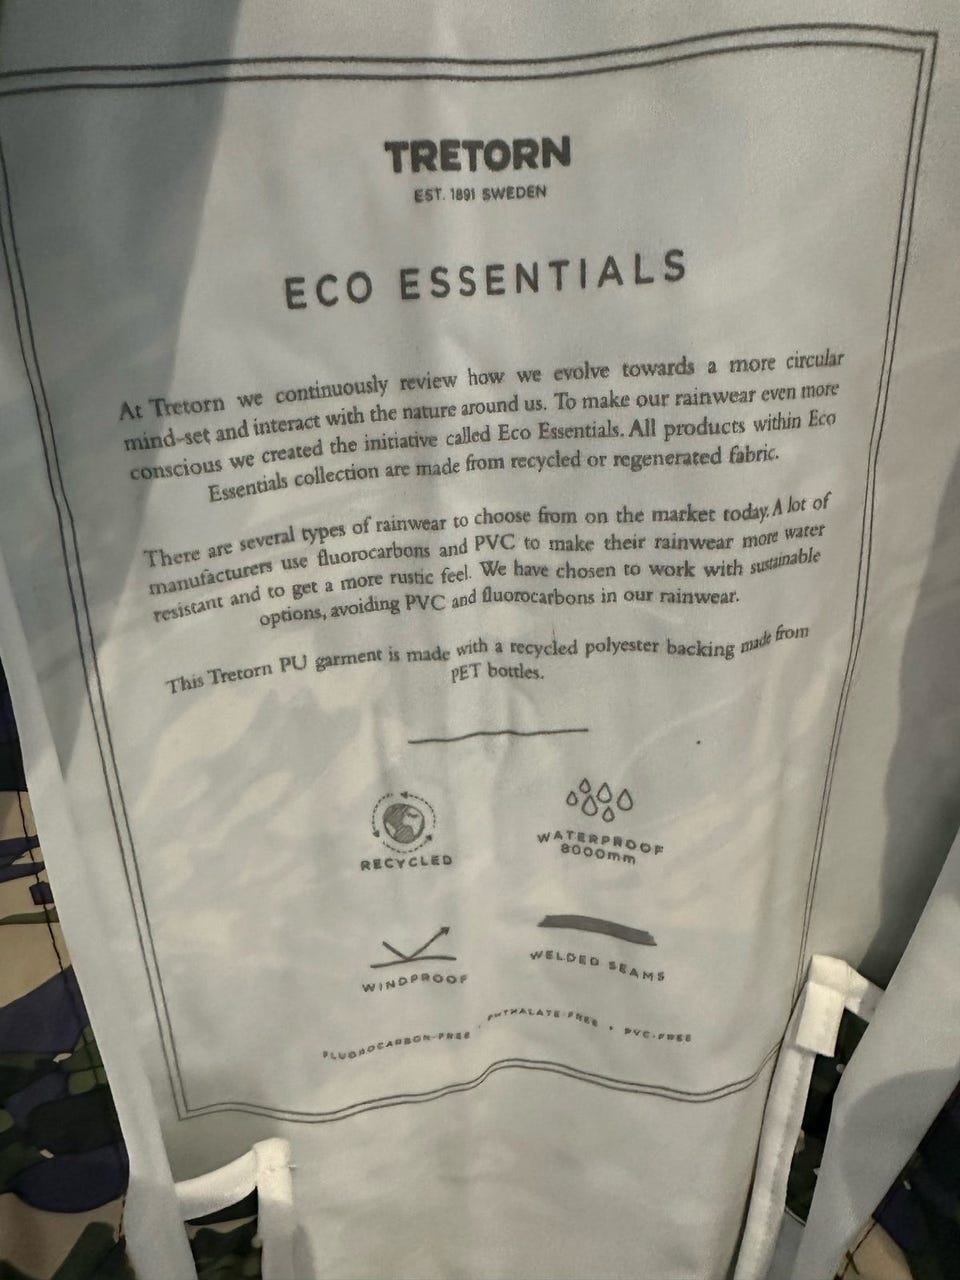 TRETORN
EST. 1891 SWEDEN
ECO ESSENTIALS
At Tretorn we continuously review how we evolve towards a more circular
mind-set and interact with the nature around us. To make our rainwear even more
conscious we created the initiative called Eco Essentials. All products within Eco
Essentials collection are made from recycled or regenerated fabric.
There are several types of rainwear to choose from on the market today. A lot of
manufacturers use fluorocarbons and PVC to make their rainwear more water
resistant and to get a more rustic feel. We have chosen to work with sustainable
options, avoiding PVC and fluorocarbons in our rainwear.
This Tretorn PU garment is made with a recycled polyester backing made from
PET bottles.
RECYCLED
WATERPROOF
8000mm
WINDPROOF
WELDED SEAMS
FLUOROCARBON-FREE · PHTHALATE-FREE · PVC-FREE